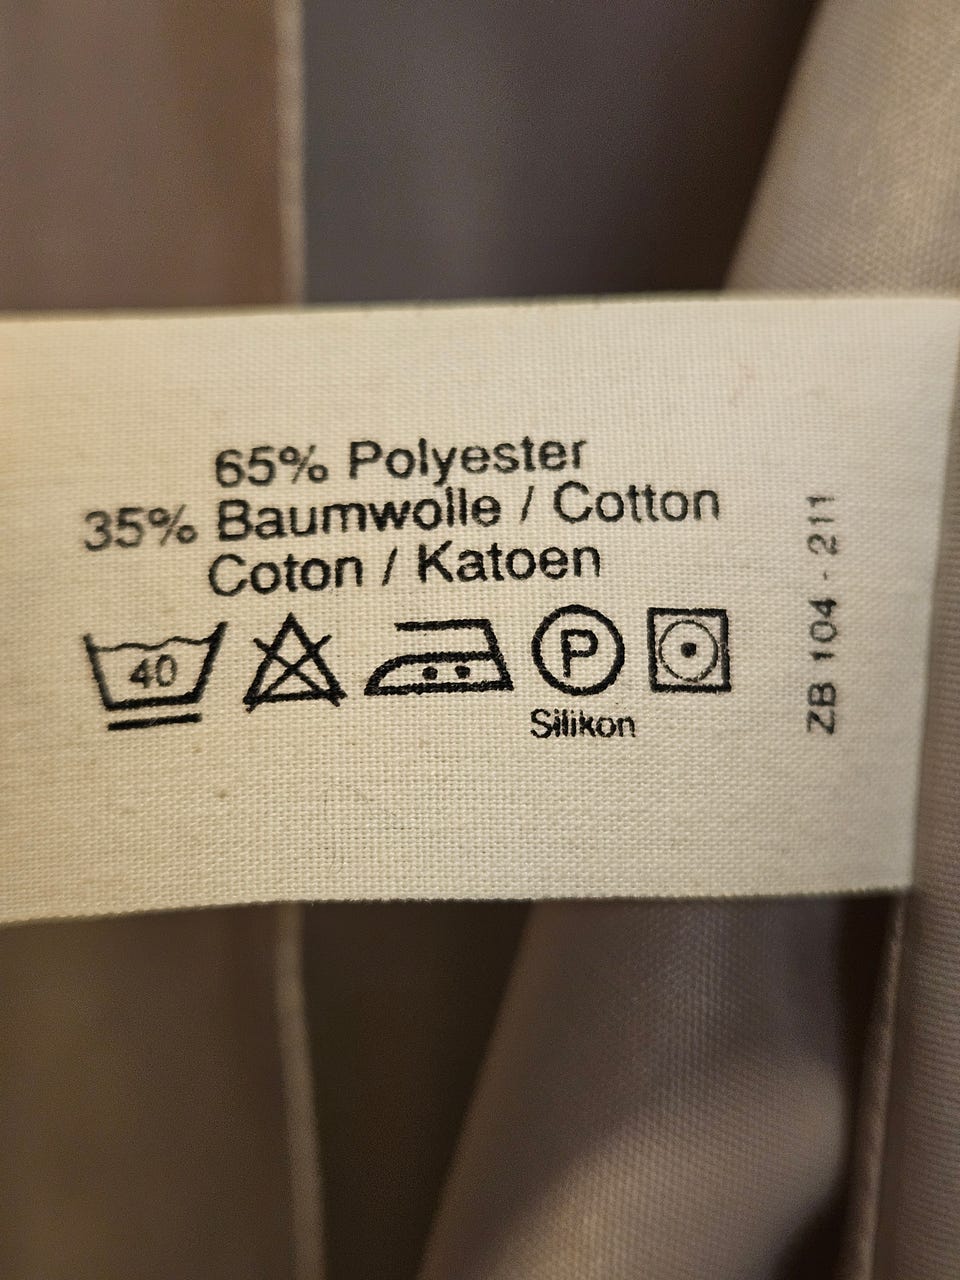 65% Polyester
35% Baumwolle / Cotton
Coton / Katoen
40
P
Silikon
ZB 104 - 211